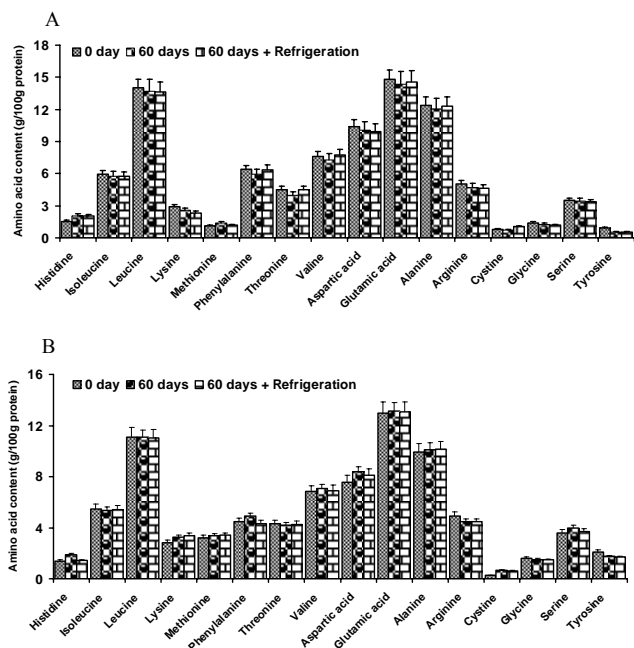 A
0 day 60 days 60 days + Refrigeration
Amino acid content (g/100g protein)
18
15
12
9
6
3
0
Histidine
Isoleucine
Leucine
Lysine
Methionine
Phenylalanine
Threonine
Valine
Aspartic acid
Glutamic acid
Alanine
Arginine
Cystine
Glycine
Serine
Tyrosine
B
0 day 60 days 60 days + Refrigeration
Amino acid content (g/100g protein)
16
12
8
4
0
Histidine
Isoleucine
Leucine
Lysine
Methionine
Phenylalanine
Threonine
Valine
Aspartic acid
Glutamic acid
Alanine
Arginine
Cystine
Glycine
Serine
Tyrosine